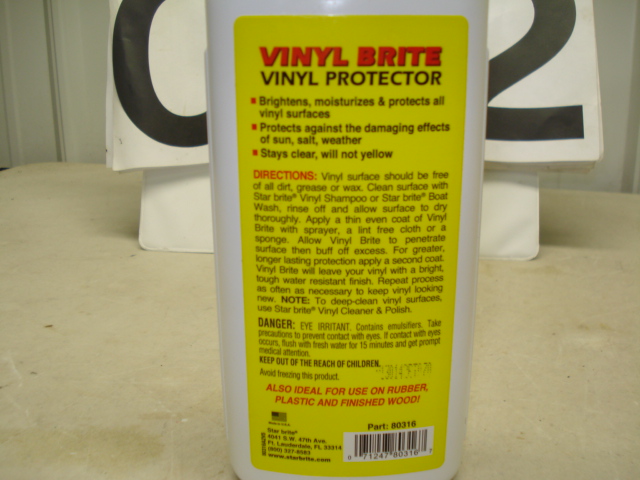 2
VINYL BRITE
VINYL PROTECTOR
Brightens, moisturizes & protects all
vinyl surfaces
Protects against the damaging effects
of sun, salt, weather
Stays clear, will not yellow
DIRECTIONS: Vinyl surface should be free
of all dirt, grease or wax. Clean surface with
Star brite® Vinyl Shampoo or Star brite® Boat
Wash, rinse off and allow surface to dry
thoroughly. Apply a thin even coat of Vinyl
Brite with sprayer, a lint free cloth or a
sponge. Allow Vinyl Brite to penetrate
surface then buff off excess. For greater,
longer lasting protection apply a second coat.
Vinyl Brite will leave your vinyl with a bright,
tough water resistant finish. Repeat process
as often as necessary to keep vinyl looking
new. NOTE: To deep-clean vinyl surfaces,
use Star brite® Vinyl Cleaner & Polish.
DANGER: EYE IRRITANT. Contains emulsifiers. Take
precautions to prevent contact with eyes. If contact with eyes
occurs, flush with fresh water for 15 minutes and get prompt
medical attention.
KEEP OUT OF THE REACH OF CHILDREN.
Avoid freezing this product.
ALSO IDEAL FOR USE ON RUBBER,
PLASTIC AND FINISHED WOOD!
Star brite®
4041 S.W. 47th Ave.
Ft. Lauderdale, FL 33314
(800) 327-8583
www.starbrite.com
Part: 80316
8 71247 80316 7